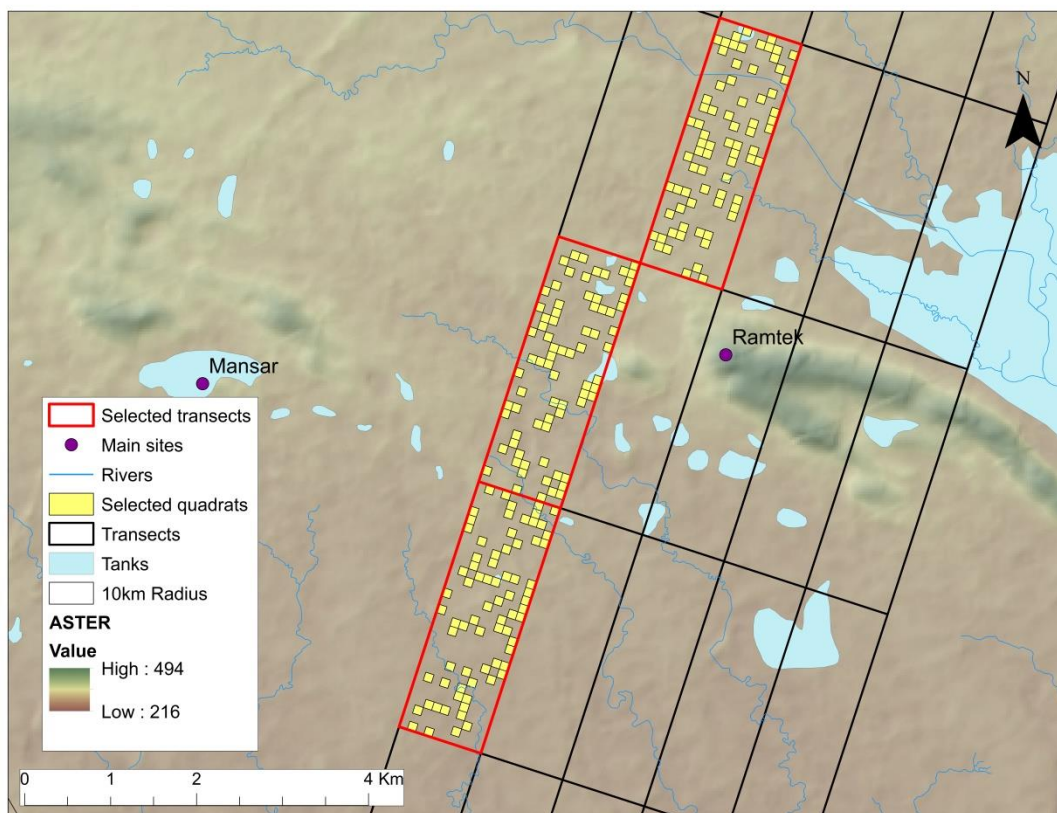 N
Ramtek
Mansar
Selected transects
Main sites
Rivers
Selected quadrats
Transects
Tanks
10km Radius
ASTER
Value
High : 494
Low : 216
0 1 2 4 Km